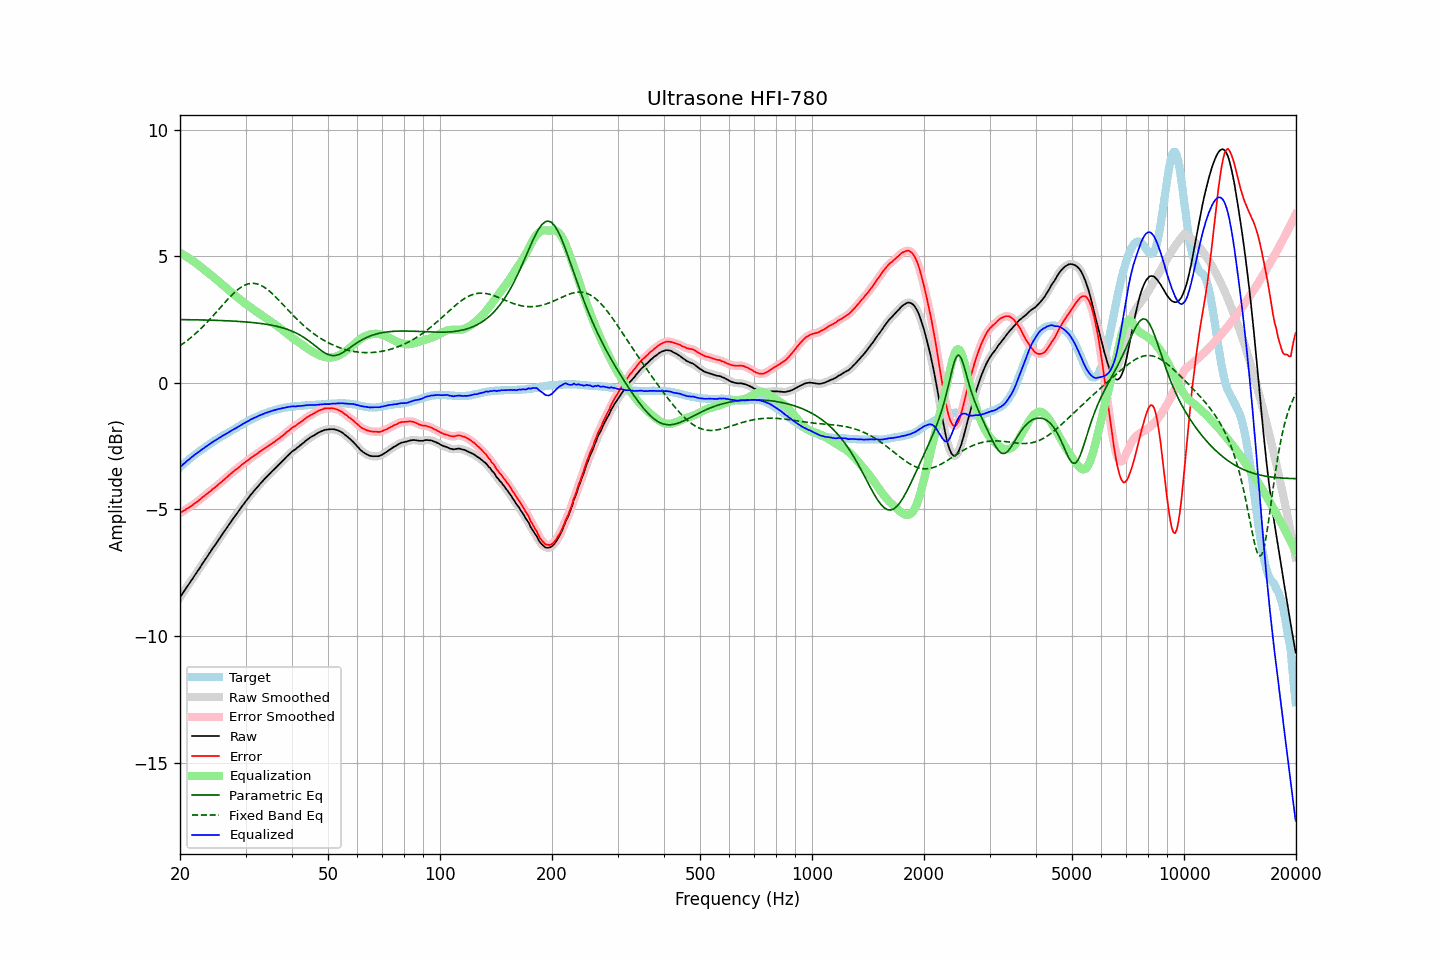 Ultrasone HFI-780
10
5
0
−5
−10
−15
Amplitude (dBr)
Target
Raw Smoothed
Error Smoothed
Raw
Error
Equalization
Parametric Eq
Fixed Band Eq
Equalized
20
50
100
200
500
1000
2000
5000
10000
20000
Frequency (Hz)